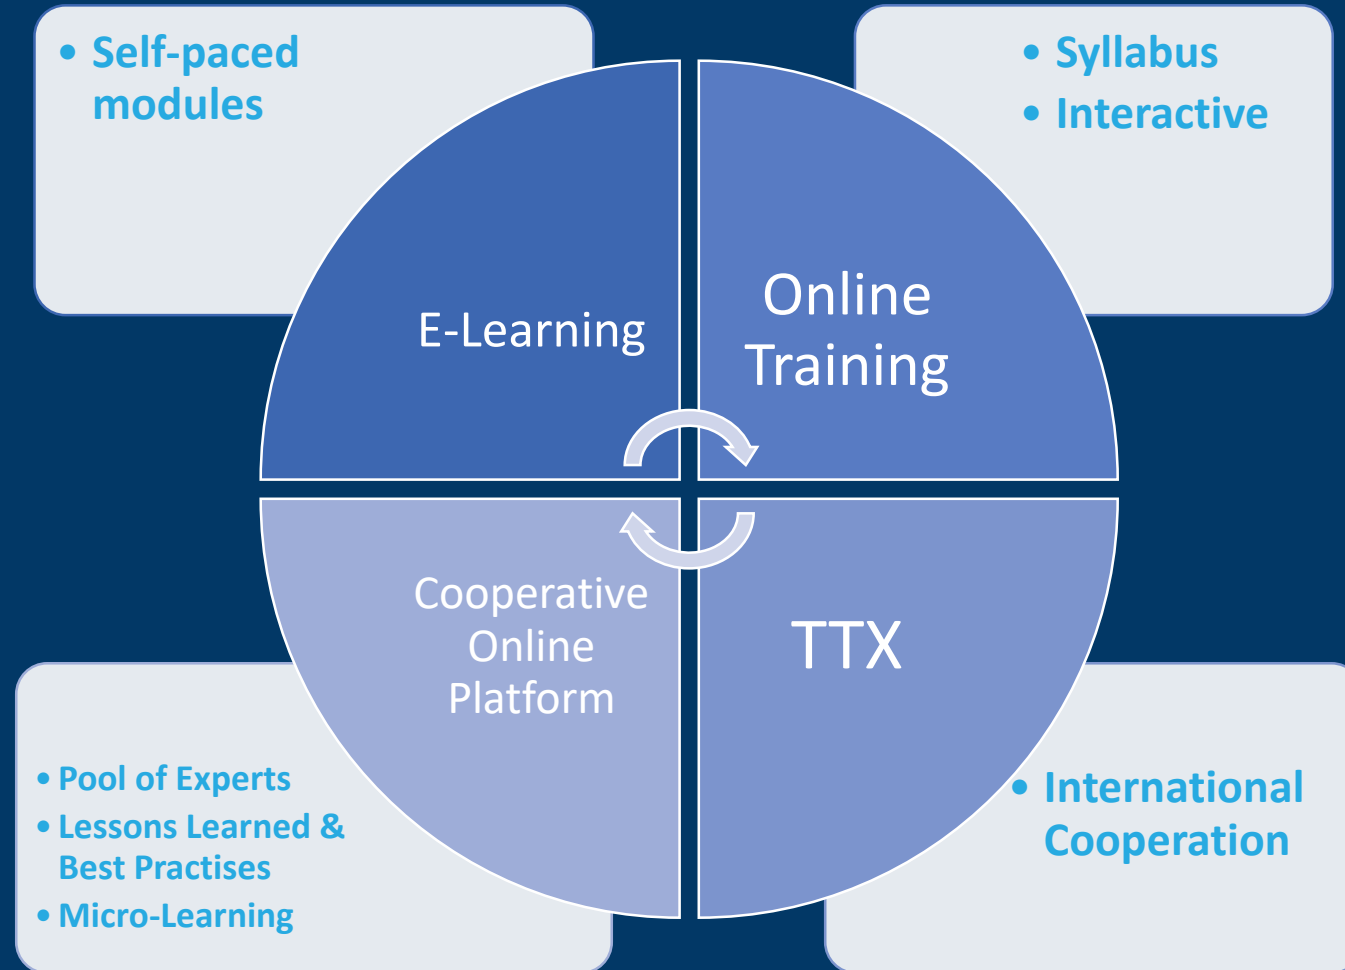 • Self-paced
modules
• Syllabus
• Interactive
E-Learning
Online
Training
Cooperative
Online
Platform
TTX
• Pool of Experts
• Lessons Learned &
Best Practises
• Micro-Learning
• International
Cooperation